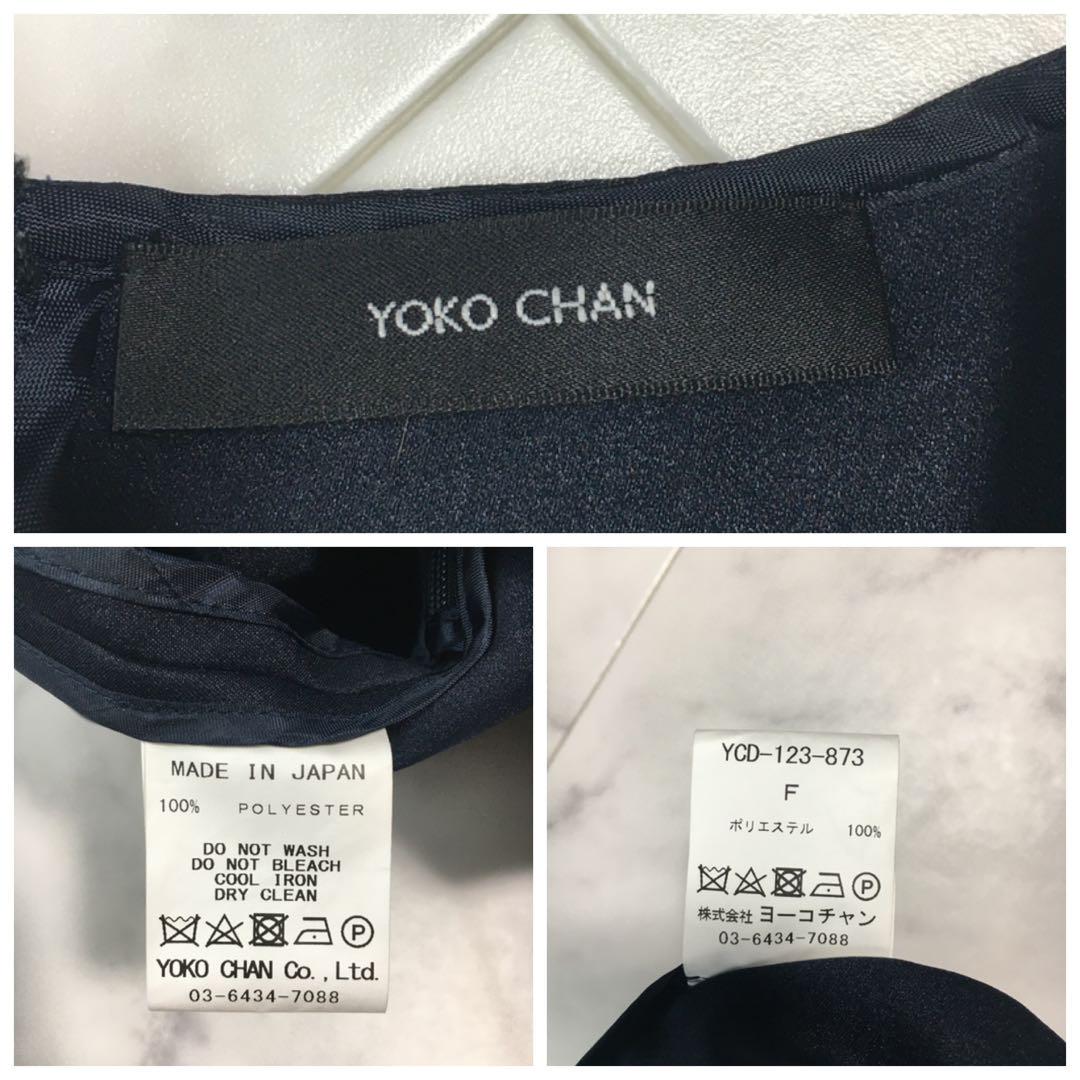 YOKO CHAN
MADE IN JAPAN
100% POLYESTER
DO NOT WASH
DO NOT BLEACH
COOL IRON
DRY CLEAN
P
YOKO CHAN Co.,Ltd.
03-6434-7088
YCD-123-873
F
ポリエステル 100%
P
株式会社 ヨーコチャン
03-6434-7088